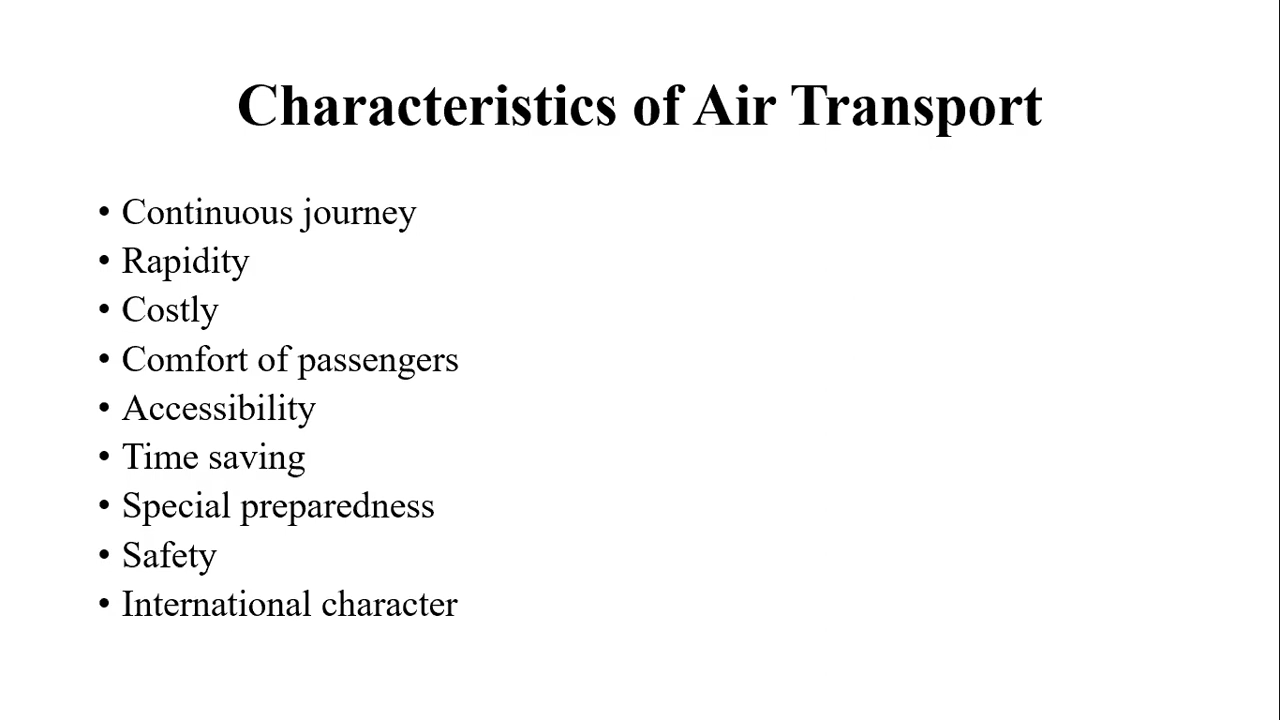 Characteristics of Air Transport
• Continuous journey
• Rapidity
• Costly
• Comfort of passengers
• Accessibility
• Time saving
• Special preparedness
• Safety
• International character